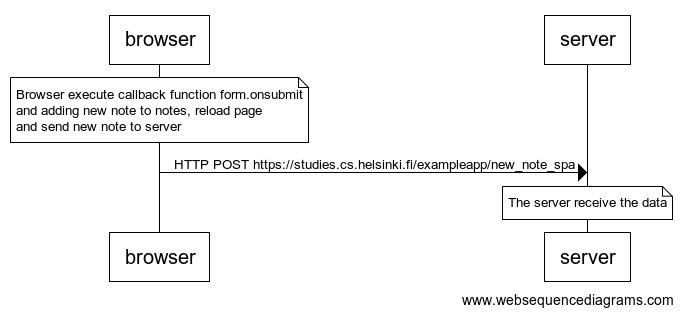 browser
server
Browser execute callback function form.onsubmit
and adding new note to notes, reload page
and send new note to server
HTTP POST https://studies.cs.helsinki.fi/exampleapp/new_note_spa
The server receive the data
browser
server
www.websequencediagrams.com